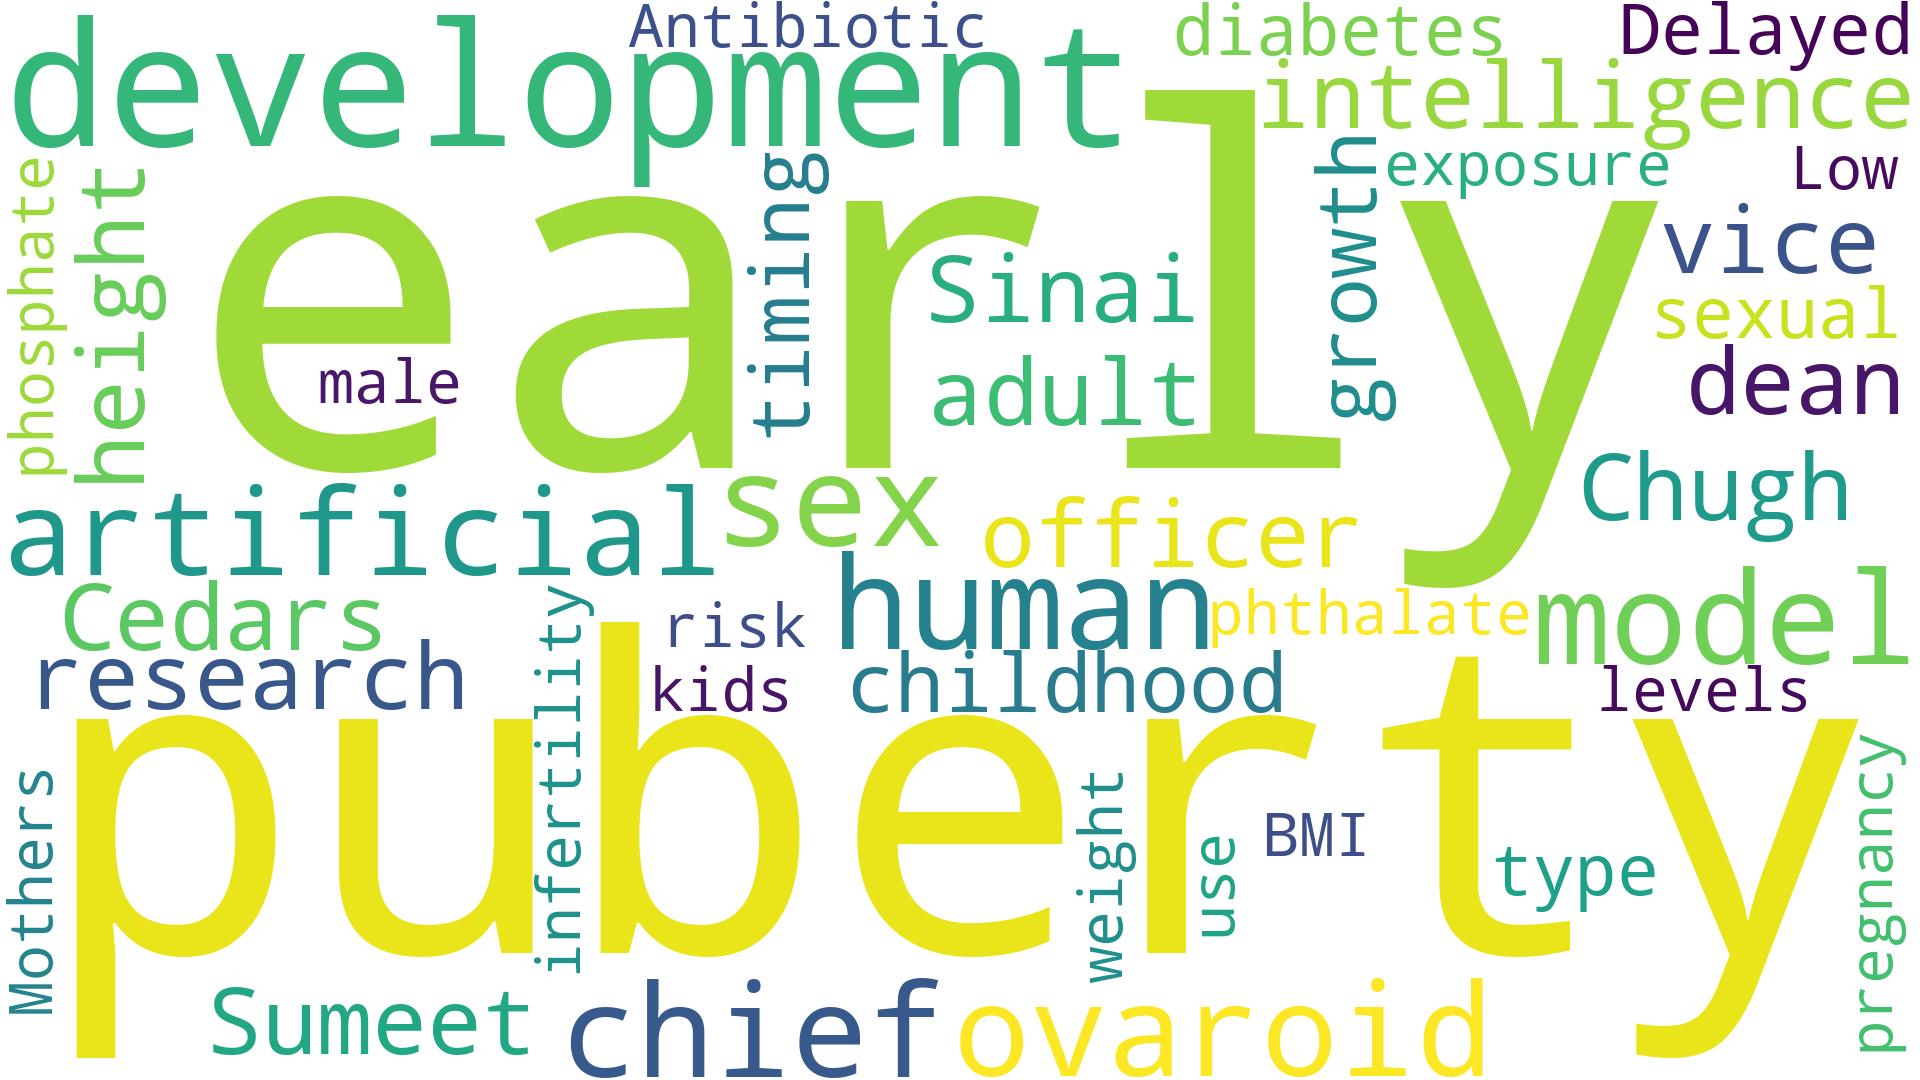 Antibiotic
diabetes
Delayed
development
intelligence
exposure
Low
phosphate
height
early
timing
growth
vice
Sinai
sexual
male
adult
dean
Chugh
artificial
sex
officer
human
Cedars
risk
phthalate
model
research
infertility
kids
childhood
levels
puberty
Mothers
weight
use
BMI
type
pregnancy
Sumeet
chief
ovaroid